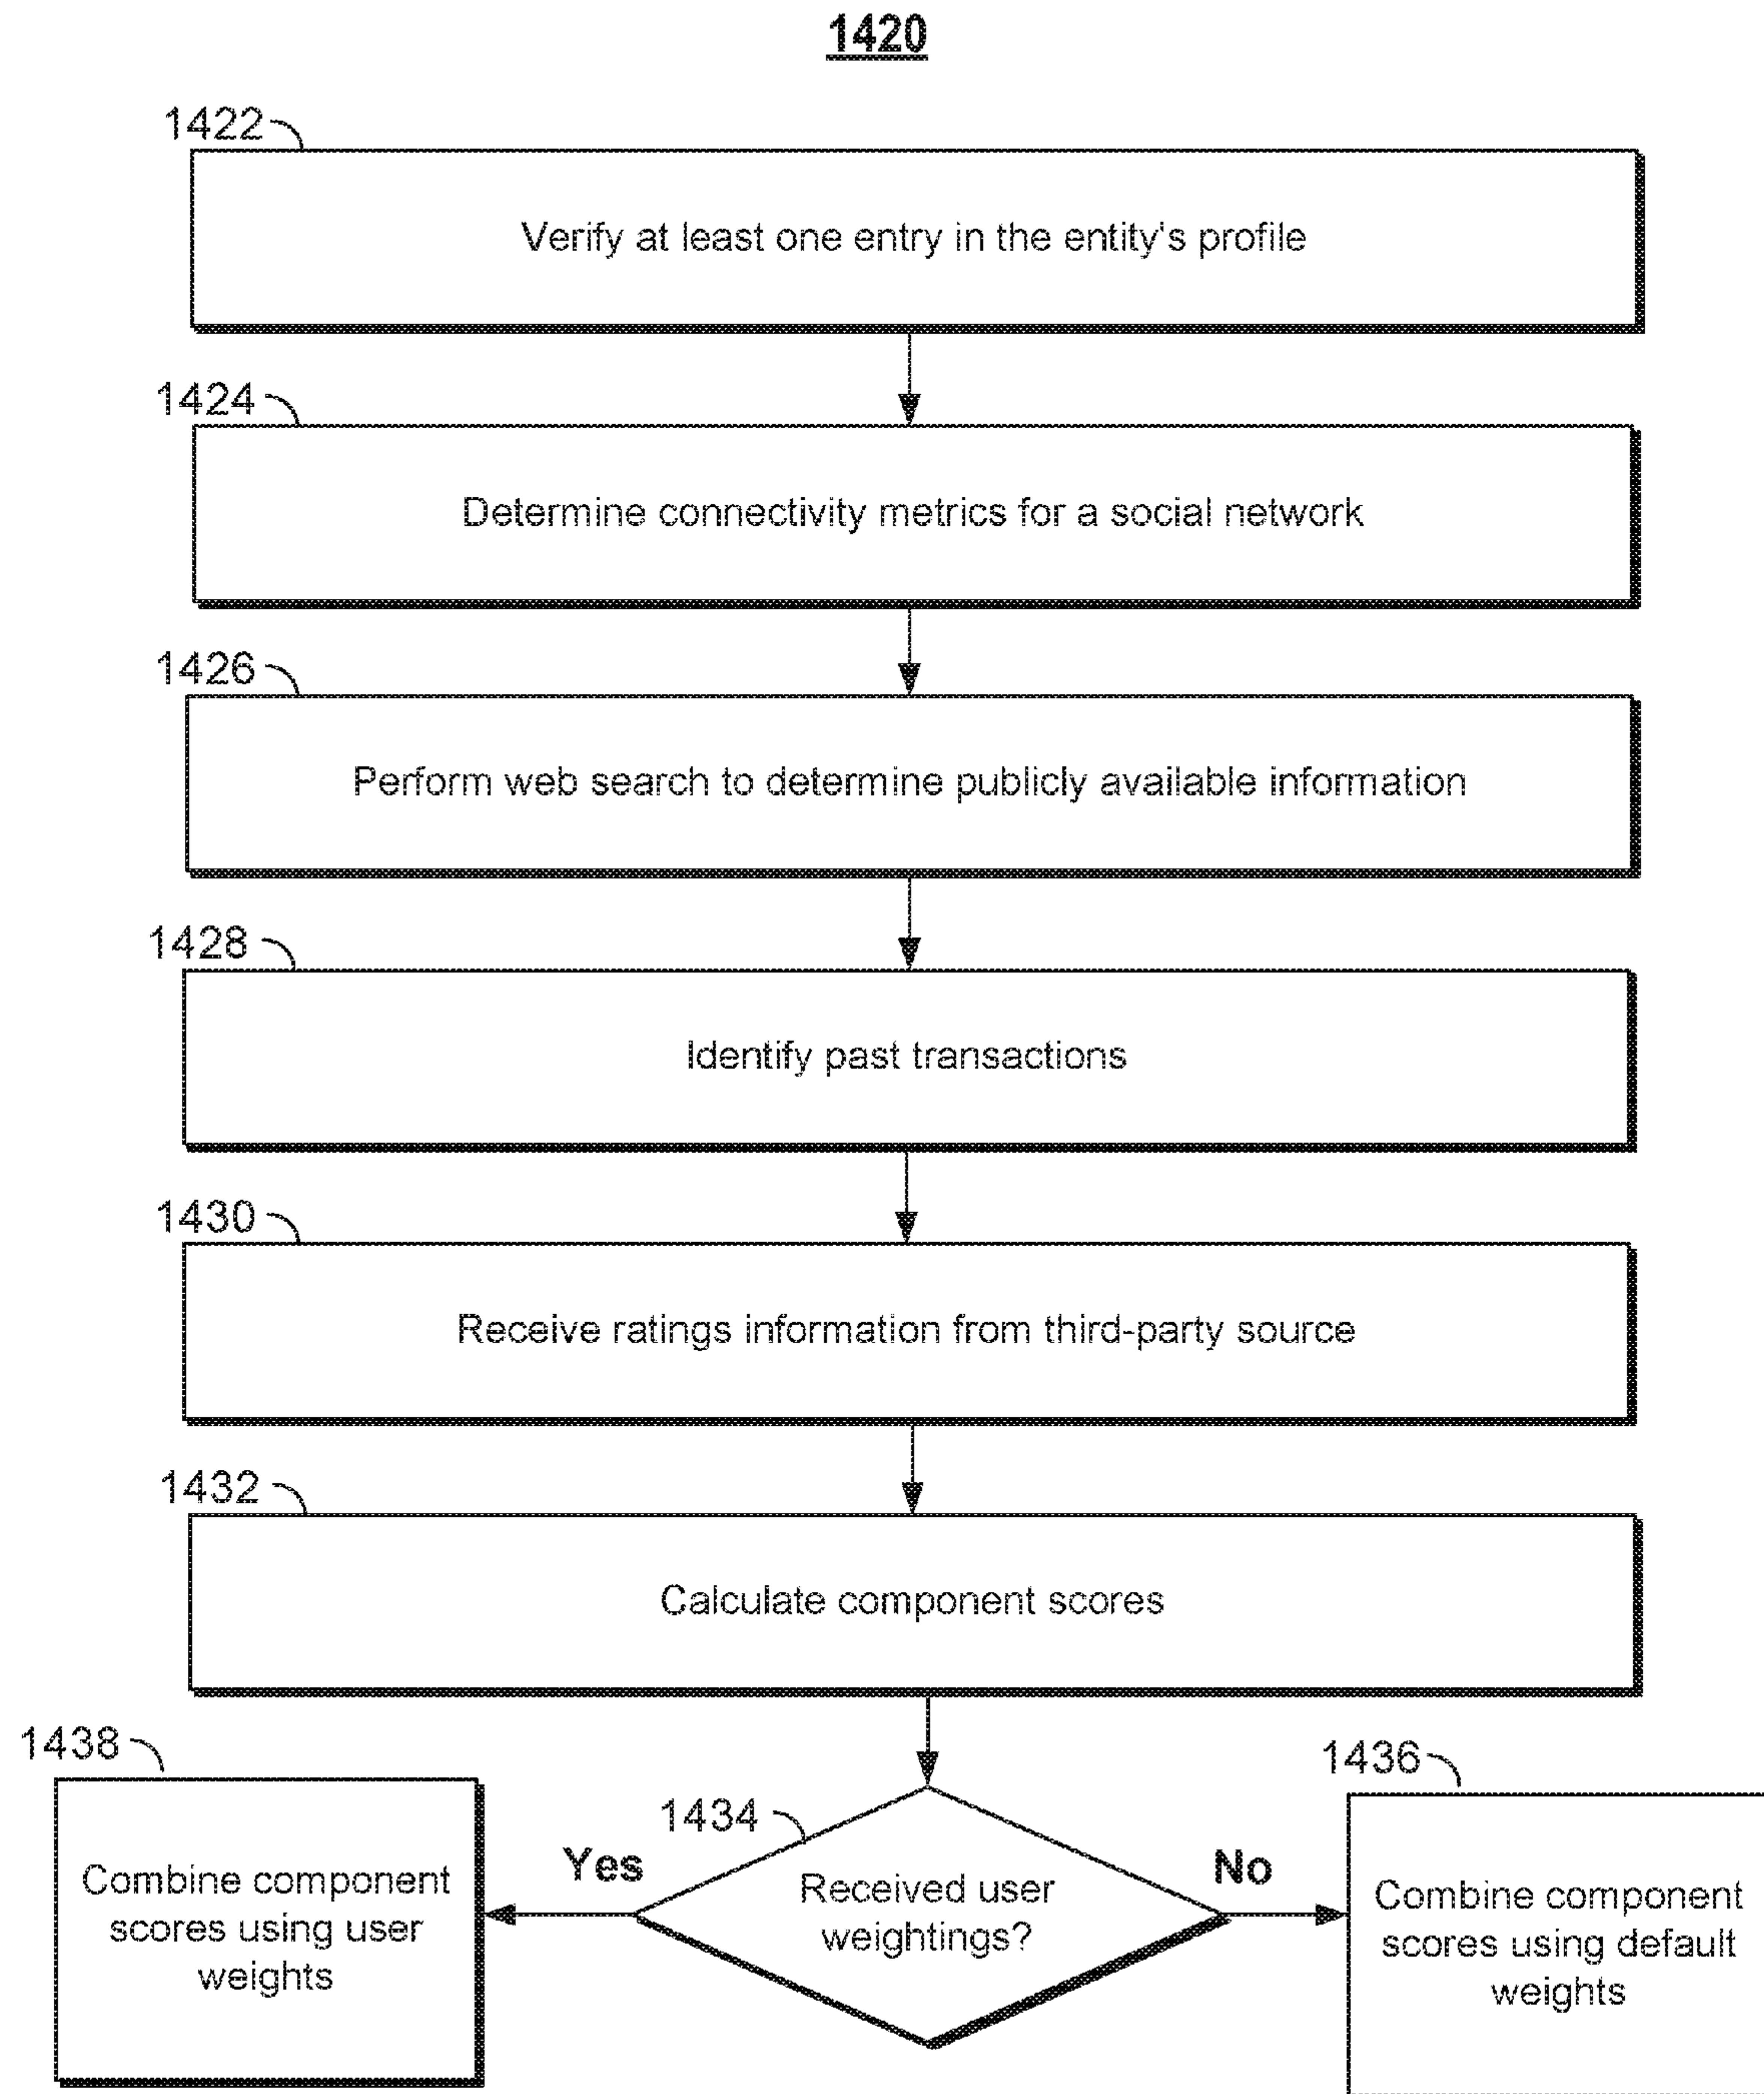 1420
1422
Verify at least one entry in the entity's profile
1424
Determine connectivity metrics for a social network
1426
Perform web search to determine publicly available information
1428
Identify past transactions
1430
Receive ratings information from third-party source
1432
Calculate component scores
1438
Combine component
scores using user
weights
Yes
1434
Received user
weightings?
No
1436
Combine component
scores using default
weights